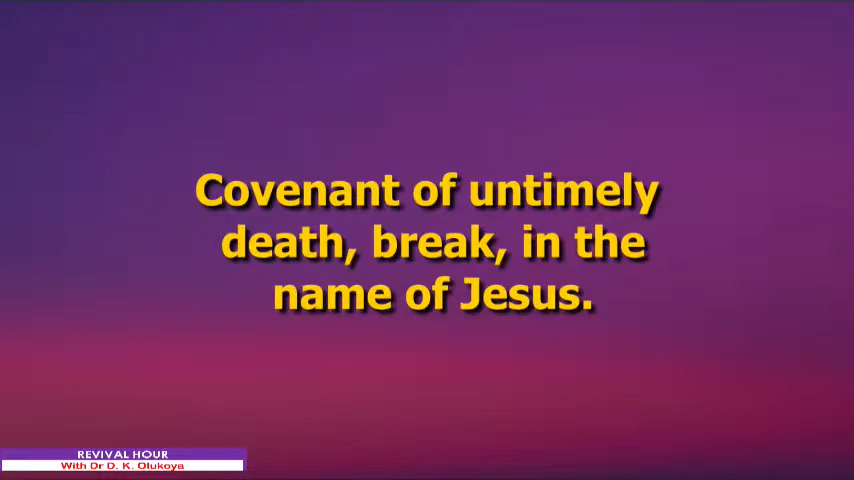 Covenant of untimely
death, break, in the
name of Jesus.
REVIVAL HOUR
With Dr D. K. Olukoya